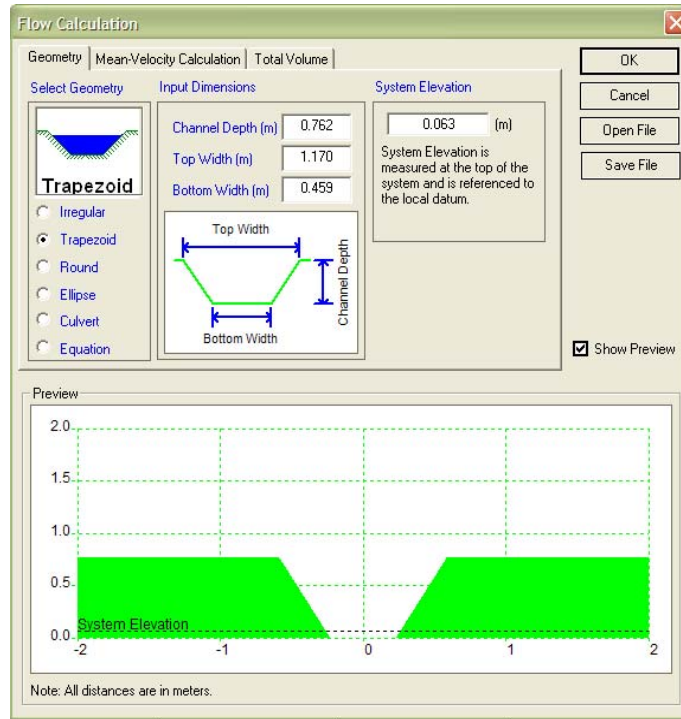 Flow Calculation
Geometry
Mean-Velocity Calculation
Total Volume
OK
Cancel
Open File
Save File
Select Geometry
Trapezoid
Irregular
Trapezoid
Round
Ellipse
Culvert
Equation
Input Dimensions
Channel Depth (m) 0.762
Top Width (m) 1.170
Bottom Width (m) 0.459
Top Width
Channel Depth
Bottom Width
System Elevation
0.063 (m)
System Elevation is
measured at the top of the
system and is referenced to
the local datum.
Show Preview
Preview
2.0
1.5
1.0
0.5
0.0
System Elevation
-2 -1 0 1 2
Note: All distances are in meters.